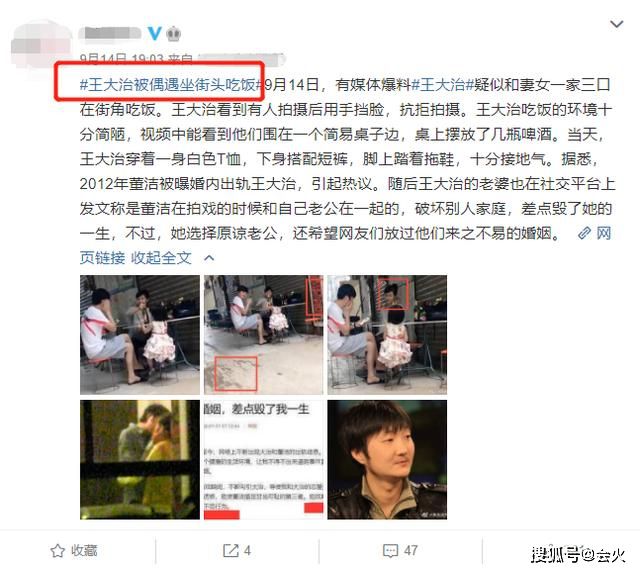 9月14日 19:03 来自
#王大治被偶遇坐街头吃饭#9月14日，有媒体爆料#王大治#疑似和妻女一家三口
在街角吃饭。王大治看到有人拍摄后用手挡脸，抗拒拍摄。王大治吃饭的环境十
分简陋，视频中能看到他们围在一个简易桌子边，桌上摆放了几瓶啤酒。当天，
王大治穿着一身白色T恤，下身搭配短裤，脚上踏着拖鞋，十分接地气。据悉，
2012年董洁被曝婚内出轨王大治，引起热议。随后王大治的老婆也在社交平台上
发文称是董洁在拍戏的时候和自己老公在一起的，破坏别人家庭，差点毁了她的
一生，不过，她选择原谅老公，还希望网友们放过他们来之不易的婚姻。 网
页链接 收起全文
婚姻，差点毁了我一生
收藏
4
47
搜狐号@会火